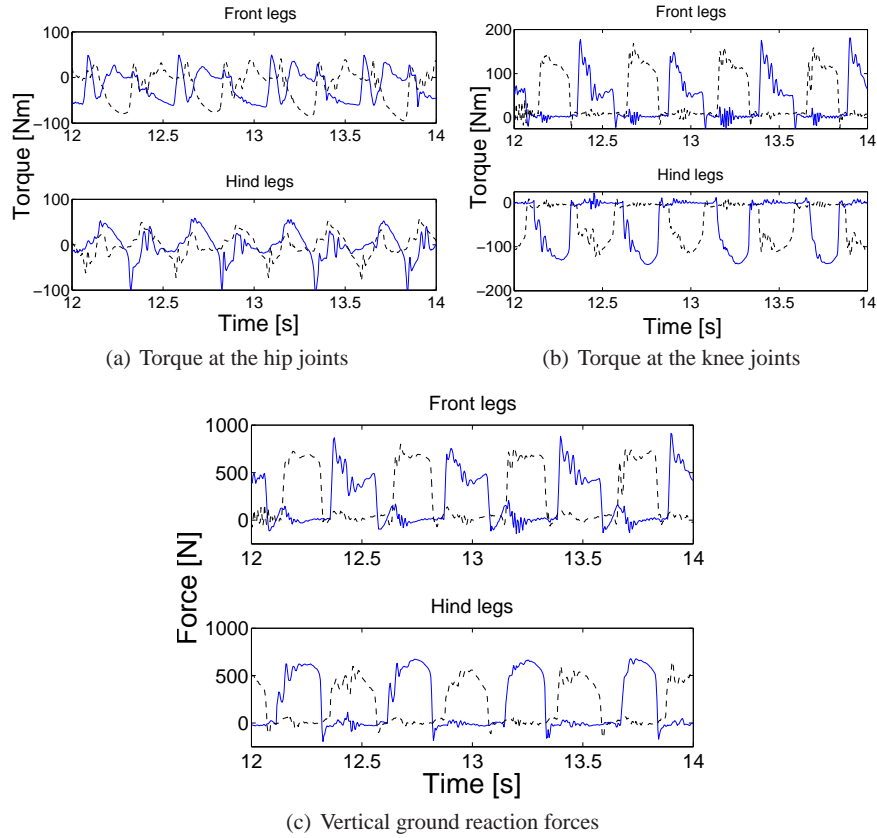 Front legs
100
0
−100
12 12.5 13 13.5 14
Hind legs
100
0
−100
12 12.5 13 13.5 14
Torque [Nm]
Time [s]
(a) Torque at the hip joints
Front legs
200
100
0
12 12.5 13 13.5 14
Hind legs
0
−100
−200
12 12.5 13 13.5 14
Torque [Nm]
Time [s]
(b) Torque at the knee joints
Front legs
1000
500
0
12 12.5 13 13.5 14
Hind legs
1000
500
0
12 12.5 13 13.5 14
Force [N]
Time [s]
(c) Vertical ground reaction forces